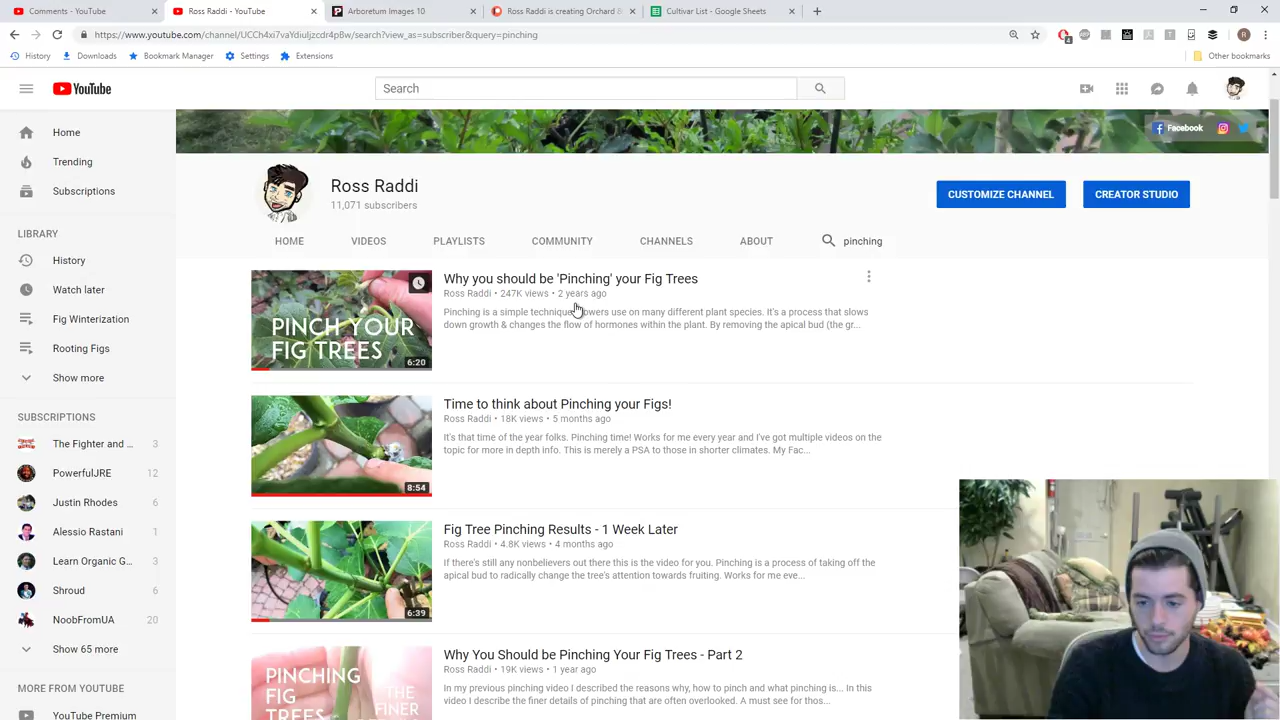 Comments - YouTube
Ross Raddi - YouTube
Arboretum Images 10
Ross Raddi is creating Orchard &
Cultivar List - Google Sheets
https://www.youtube.com/channel/UCCh4xi7vaYdiuljzcdr4p8w/search?view_as=subscriber&query=pinching
4
R
History
Downloads
Bookmark Manager
Settings
Extensions
Other bookmarks
YouTube
Search
Home
Trending
Subscriptions
LIBRARY
History
Watch later
Fig Winterization
Rooting Figs
Show more
SUBSCRIPTIONS
The Fighter and ... 3
PowerfulJRE 12
Justin Rhodes 6
Alessio Rastani 1
Learn Organic G... 3
Shroud 6
NoobFromUA 20
Show 65 more
MORE FROM YOUTUBE
YouTube Premium
Facebook
Ross Raddi
11,071 subscribers
CUSTOMIZE CHANNEL
CREATOR STUDIO
HOME
VIDEOS
PLAYLISTS
COMMUNITY
CHANNELS
ABOUT
pinching
PINCH YOUR
FIG TREES
6:20
Why you should be 'Pinching' your Fig Trees
Ross Raddi • 247K views • 2 years ago
Pinching is a simple technique growers use on many different plant species. It's a process that slows
down growth & changes the flow of hormones within the plant. By removing the apical bud (the gr...
8:54
Time to think about Pinching your Figs!
Ross Raddi • 18K views • 5 months ago
It's that time of the year folks. Pinching time! Works for me every year and I've got multiple videos on the
topic for more in depth info. This is merely a PSA to those in shorter climates. My Fac...
6:39
Fig Tree Pinching Results - 1 Week Later
Ross Raddi • 4.8K views • 4 months ago
If there's still any nonbelievers out there this is the video for you. Pinching is a process of taking off the
apical bud to radically change the tree's attention towards fruiting. Works for me eve...
PINCHING
FIG
TREES
THE
FINER
Why You Should be Pinching Your Fig Trees - Part 2
Ross Raddi • 19K views • 1 year ago
In my previous pinching video I described the reasons why, how to pinch and what pinching is... In this
video I describe the finer details of pinching that are often overlooked. A must see for thos...